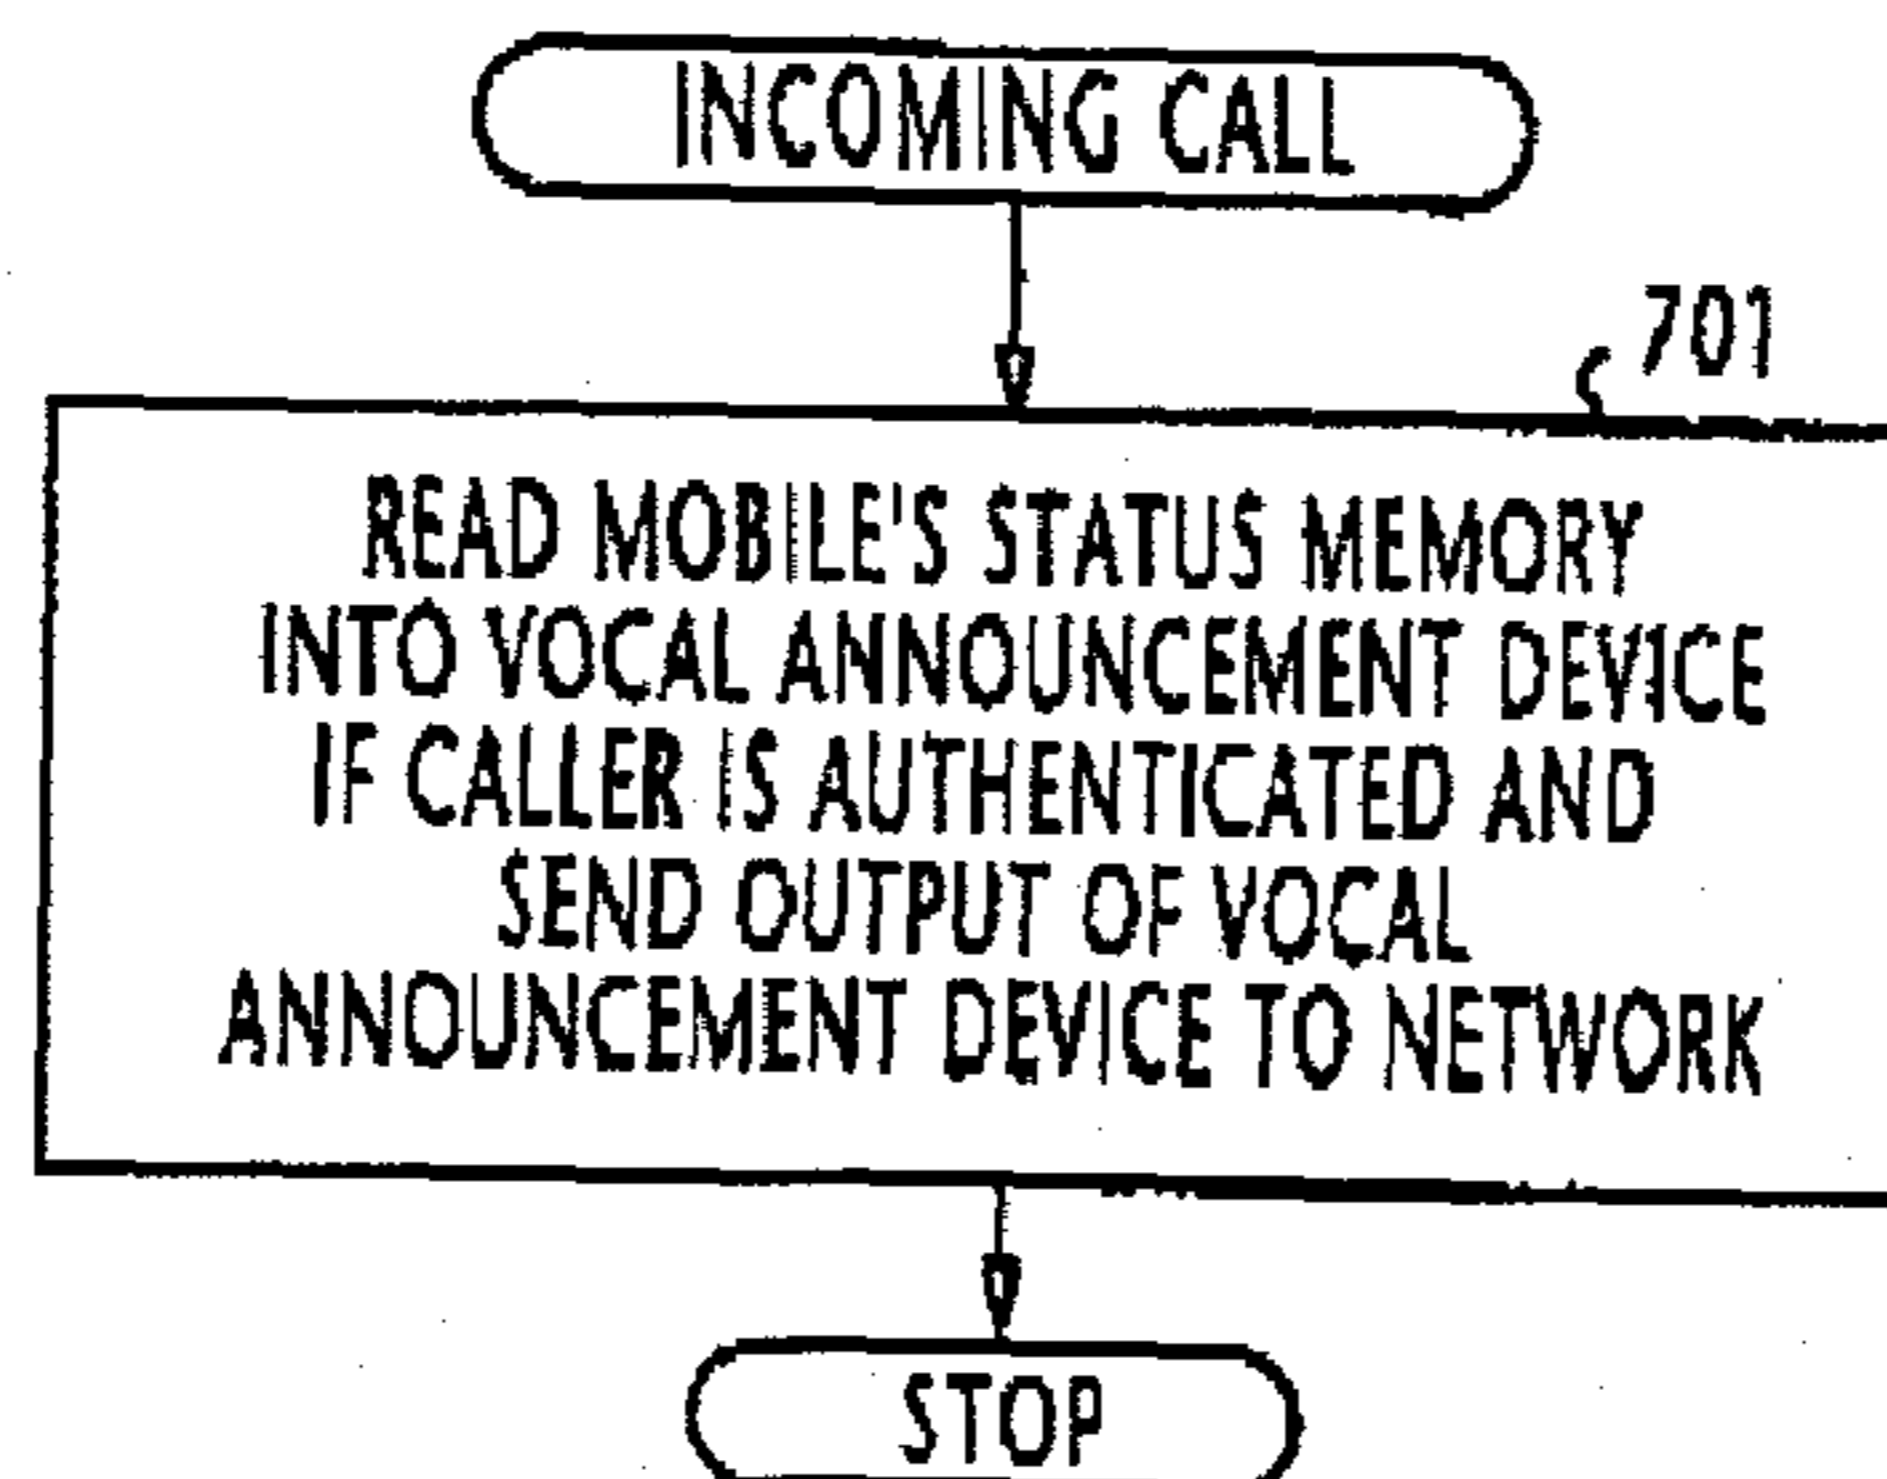 INCOMING CALL
701
READ MOBILE'S STATUS MEMORY
INTO VOCAL ANNOUNCEMENT DEVICE
IF CALLER IS AUTHENTICATED AND
SEND OUTPUT OF VOCAL
ANNOUNCEMENT DEVICE TO NETWORK
STOP